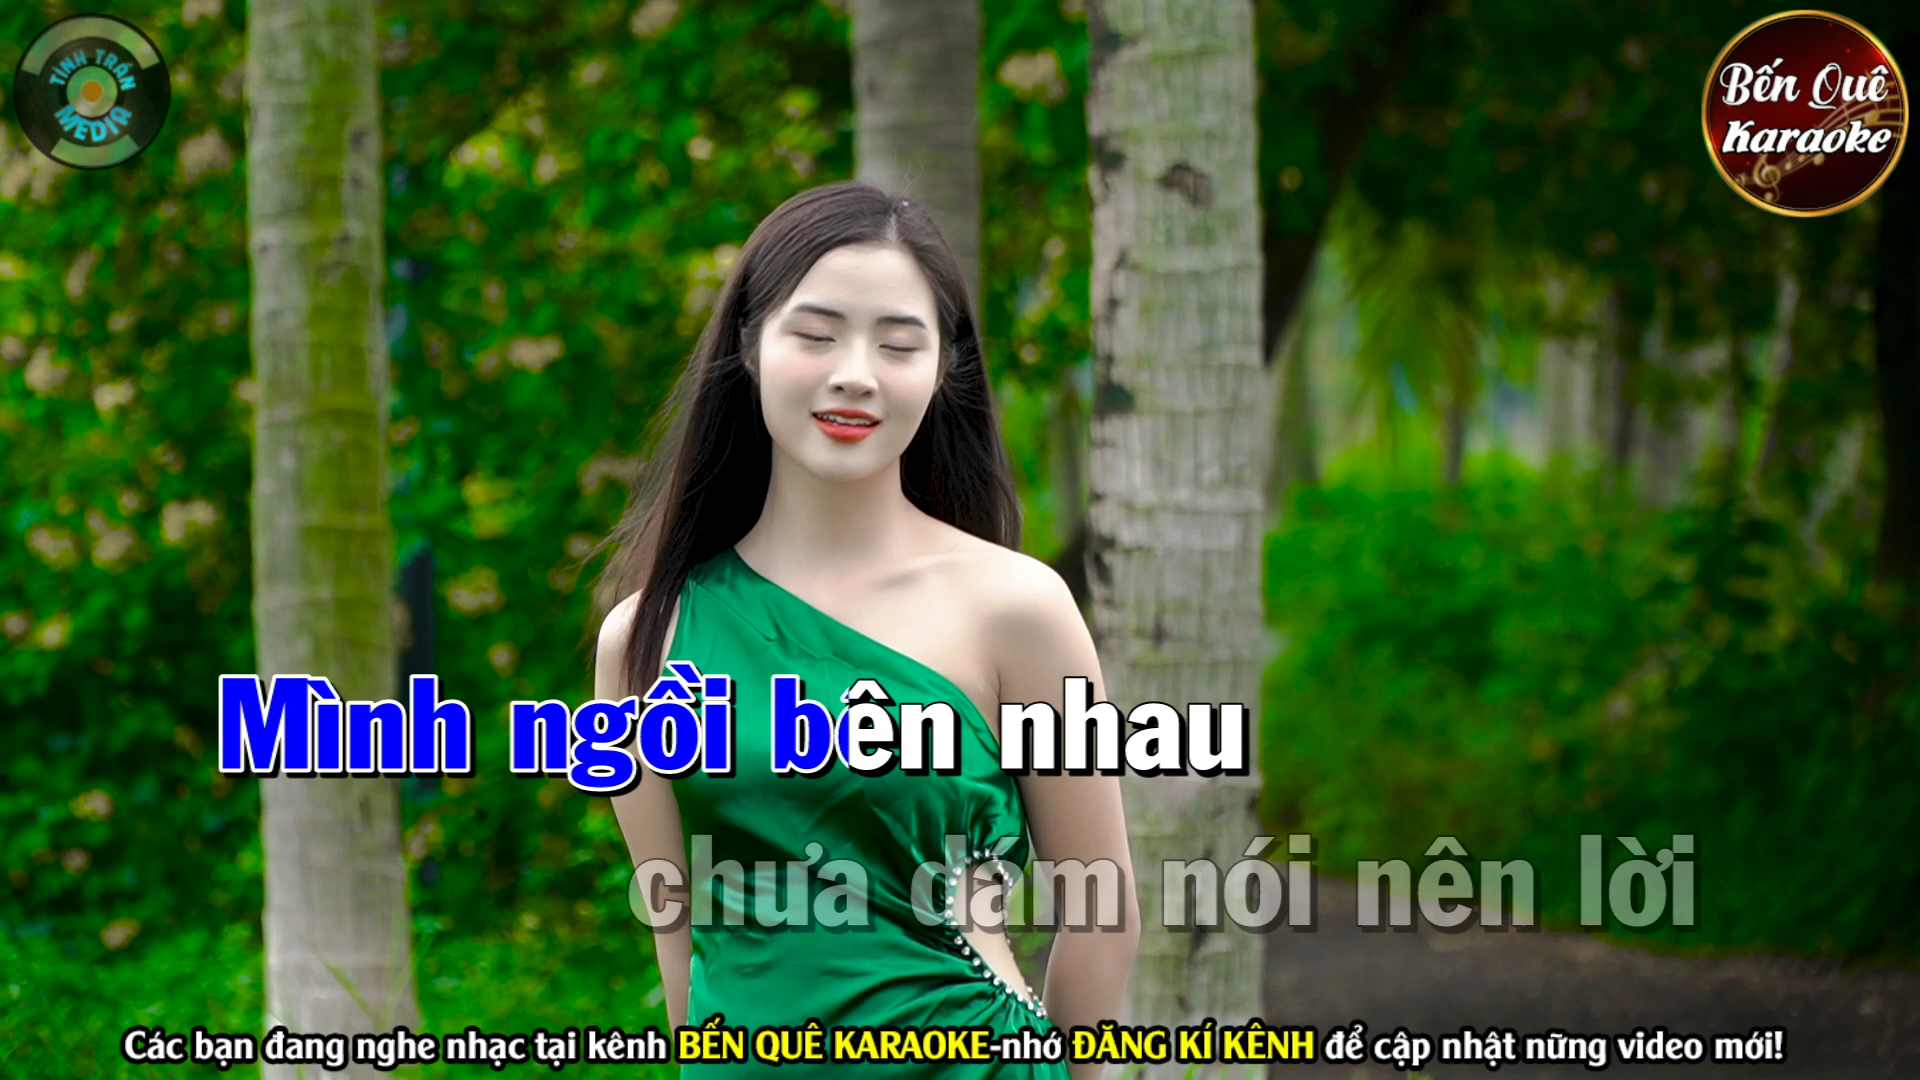 TÌNH TRẦN
MEDIA
Bến Quê
Karaoke
Mình ngồi bên nhau
chưa dám nói nên lời
Các bạn đang nghe nhạc tại kênh BẾN QUÊ KARAOKE-nhớ ĐĂNG KÍ KÊNH để cập nhật nững video mới!